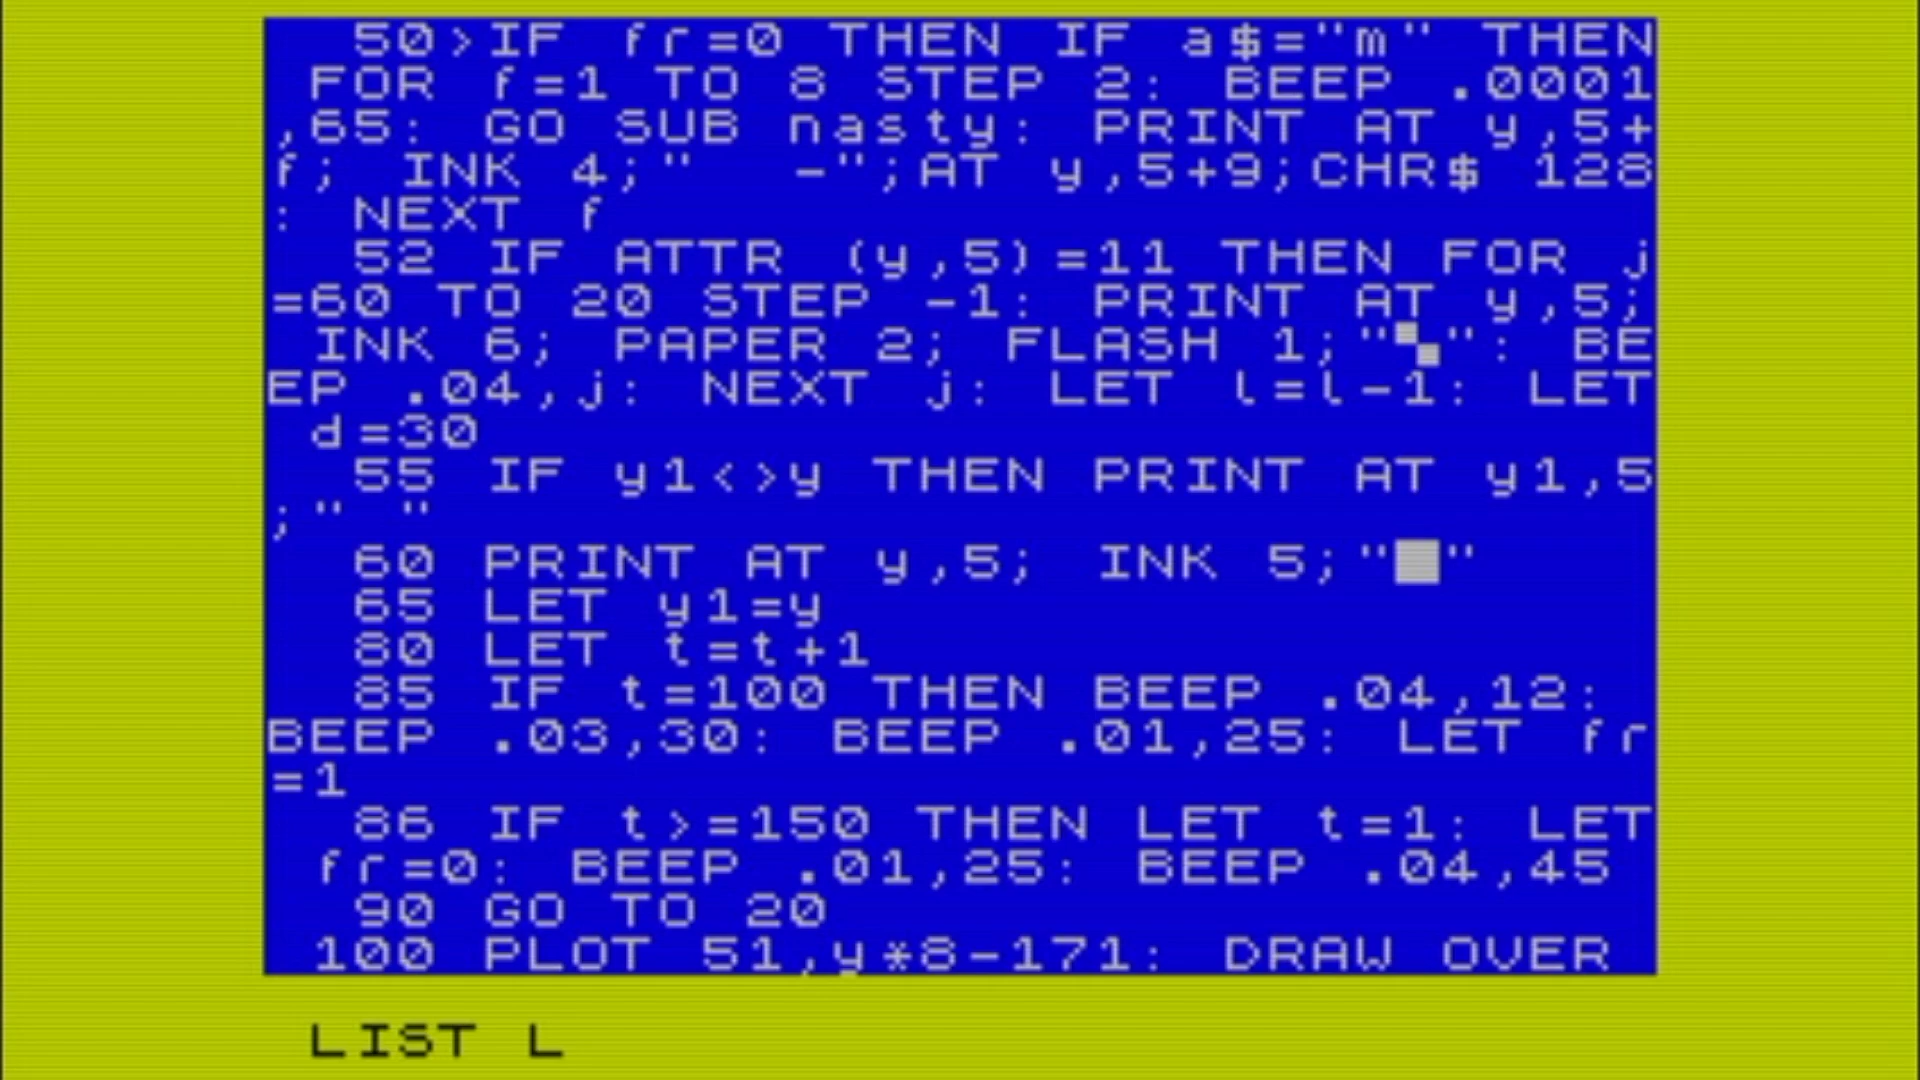 50>IF fr=0 THEN IF a$="m" THEN
FOR f=1 TO 8 STEP 2: BEEP .0001
,65: GO SUB nasty: PRINT AT y,5+
f; INK 4;"  -";AT y,5+9;CHR$ 128
: NEXT f
52 IF ATTR (y,5)=11 THEN FOR j
=60 TO 20 STEP -1: PRINT AT y,5;
INK 6; PAPER 2; FLASH 1;"▚": BE
EP .04,j: NEXT j: LET l=l-1: LET
d=30
55 IF y1<>y THEN PRINT AT y1,5
;" "
60 PRINT AT y,5; INK 5;"█"
65 LET y1=y
80 LET t=t+1
85 IF t=100 THEN BEEP .04,12:
BEEP .03,30: BEEP .01,25: LET fr
=1
86 IF t>=150 THEN LET t=1: LET
fr=0: BEEP .01,25: BEEP .04,45
90 GO TO 20
100 PLOT 51,y*8-171: DRAW OVER
LIST L